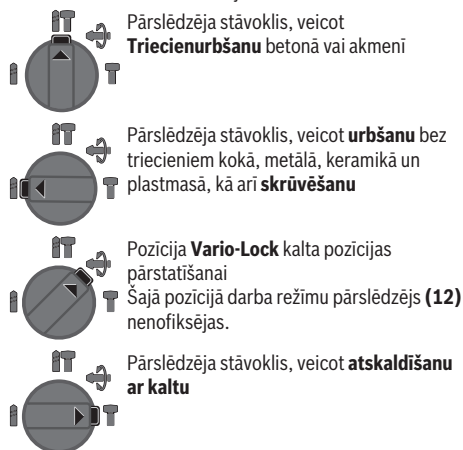 Pārslēdzēja stāvoklis, veicot
Triecienurbšanu betonā vai akmenī
Pārslēdzēja stāvoklis, veicot urbšanu bez
triecieniem kokā, metālā, keramikā un
plastmasā, kā arī skrūvēšanu
Pozīcija Vario-Lock kalta pozīcijas
pārstatīšanai
Šajā pozīcijā darba režīmu pārslēdzējs (12)
nenofiksējas.
Pārslēdzēja stāvoklis, veicot atskaldīšanu
ar kaltu